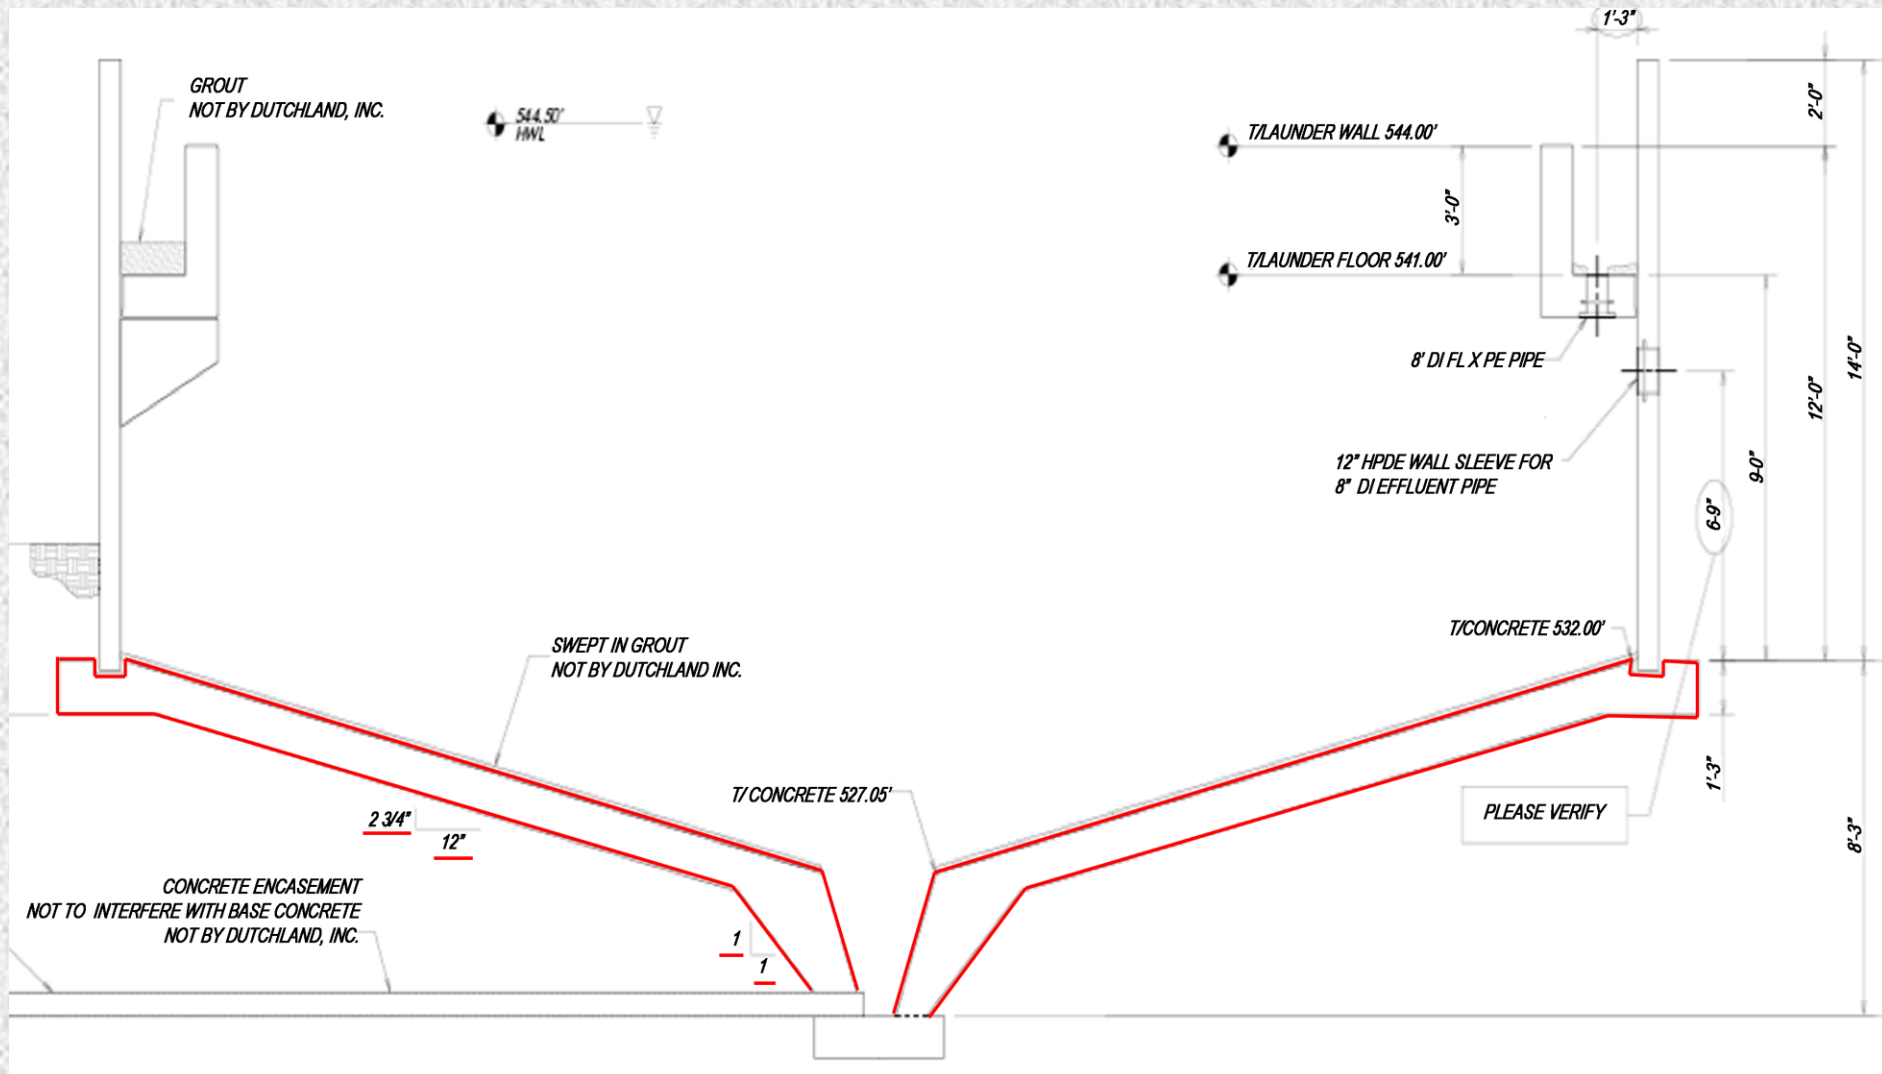 1'-3"
GROUT
NOT BY DUTCHLAND, INC.
544.50'
HWL
T/LAUNDER WALL 544.00'
2'-0"
3'-0"
T/LAUNDER FLOOR 541.00'
8' DI FL X PE PIPE
14'-0"
12'-0"
12" HPDE WALL SLEEVE FOR
8" DI EFFLUENT PIPE
9-0"
6-9"
T/CONCRETE 532.00'
SWEPT IN GROUT
NOT BY DUTCHLAND INC.
1'-3"
T/ CONCRETE 527.05'
PLEASE VERIFY
8'-3"
2 3/4"
12"
CONCRETE ENCASEMENT
NOT TO INTERFERE WITH BASE CONCRETE
NOT BY DUTCHLAND, INC.
1
1